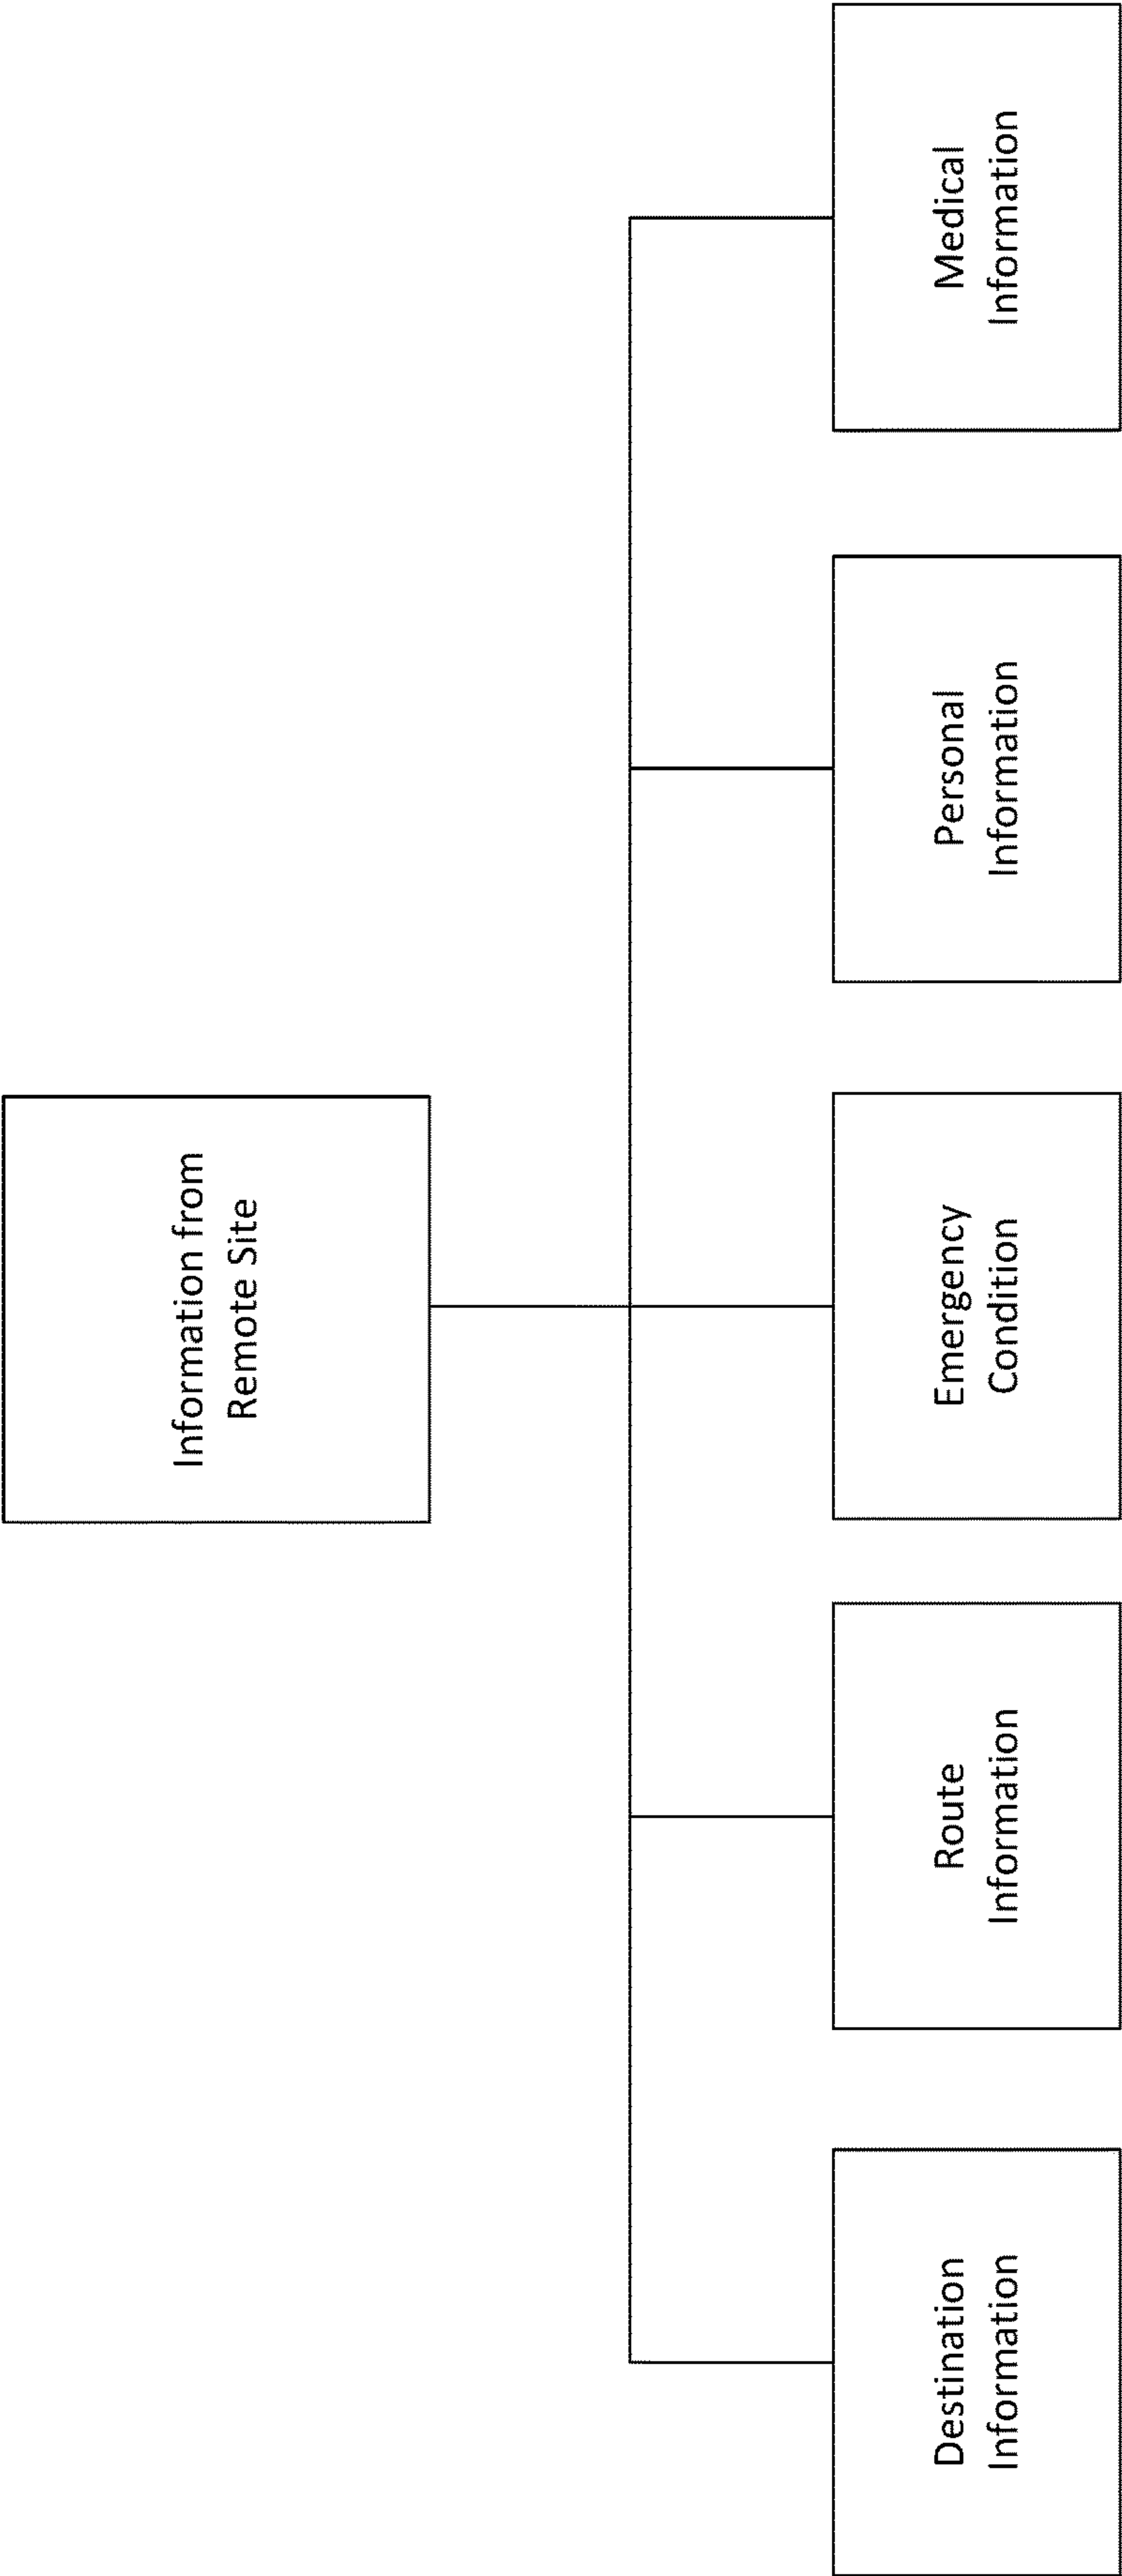 Information from
Remote Site
Destination
Information
Route
Information
Emergency
Condition
Personal
Information
Medical
Information